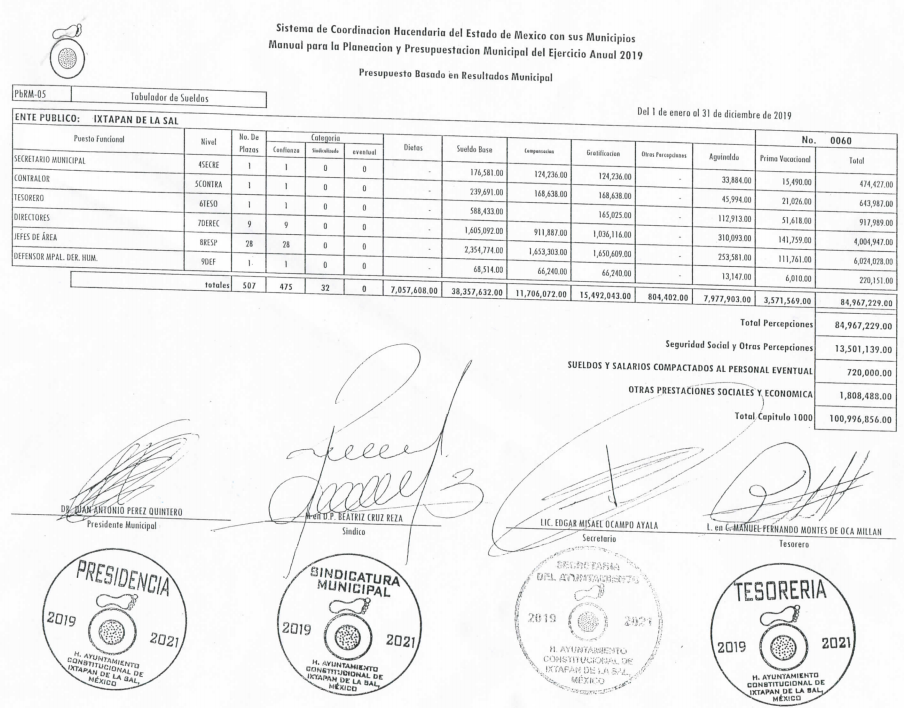 Sistema de Coordinacion Hacendaria del Estado de Mexico con sus Municipios
Manual para la Planeacion y Presupuestacion Municipal del Ejercicio Anual 2019
Presupuesto Basado en Resultados Municipal
PbRM-05 Tabulador de Sueldos
Del 1 de enero al 31 de diciembre de 2019
ENTE PUBLICO: IXTAPAN DE LA SAL No. 0060
Puesto Funcional Nivel No. De Plazas Categoria Confianza Sindicalizado eventual Dietas Sueldo Base Compensacion Gratificacion Otras Percepciones Aguinaldo Prima Vacacional Total
SECRETARIO MUNICIPAL 4SECRE 1 1 0 0 - 176,581.00 124,236.00 124,236.00 - 33,884.00 15,490.00 474,427.00
CONTRALOR 5CONTRA 1 1 0 0 - 239,691.00 168,638.00 168,638.00 - 45,994.00 21,026.00 643,987.00
TESORERO 6TESO 1 1 0 0 - 588,433.00 165,025.00 - 112,913.00 51,618.00 917,989.00
DIRECTORES 7DEREC 9 9 0 0 - 1,605,092.00 911,887.00 1,036,116.00 - 310,093.00 141,759.00 4,004,947.00
JEFES DE ÁREA 8RESP 28 28 0 0 - 2,354,774.00 1,653,303.00 1,650,609.00 - 253,581.00 111,761.00 6,024,028.00
DEFENSOR MPAL. DER. HUM. 9DEF 1 1 0 0 - 68,514.00 66,240.00 66,240.00 - 13,147.00 6,010.00 220,151.00
totales 507 475 32 0 7,057,608.00 38,357,632.00 11,706,072.00 15,492,043.00 804,402.00 7,977,903.00 3,571,569.00 84,967,229.00
Total Percepciones 84,967,229.00
Seguridad Social y Otras Percepciones 13,501,139.00
SUELDOS Y SALARIOS COMPACTADOS AL PERSONAL EVENTUAL 720,000.00
OTRAS PRESTACIONES SOCIALES Y ECONOMICA 1,808,488.00
Total Capitulo 1000 100,996,856.00
DR. JUAN ANTONIO PEREZ QUINTERO
Presidente Municipal
M en D.P. BEATRIZ CRUZ REZA
Sindico
LIC. EDGAR MISAEL OCAMPO AYALA
Secretario
L. en C. MANUEL FERNANDO MONTES DE OCA MILLAN
Tesorero
PRESIDENCIA
2019 2021
H. AYUNTAMIENTO
CONSTITUCIONAL DE
IXTAPAN DE LA SAL,
MÉXICO
SINDICATURA
MUNICIPAL
2019 2021
H. AYUNTAMIENTO
CONSTITUCIONAL DE
IXTAPAN DE LA SAL,
MÉXICO
SECRETARIA
DEL AYUNTAMIENTO
2019 2021
H. AYUNTAMIENTO
CONSTITUCIONAL DE
IXTAPAN DE LA SAL,
MÉXICO
TESORERIA
2019 2021
H. AYUNTAMIENTO
CONSTITUCIONAL DE
IXTAPAN DE LA SAL,
MÉXICO